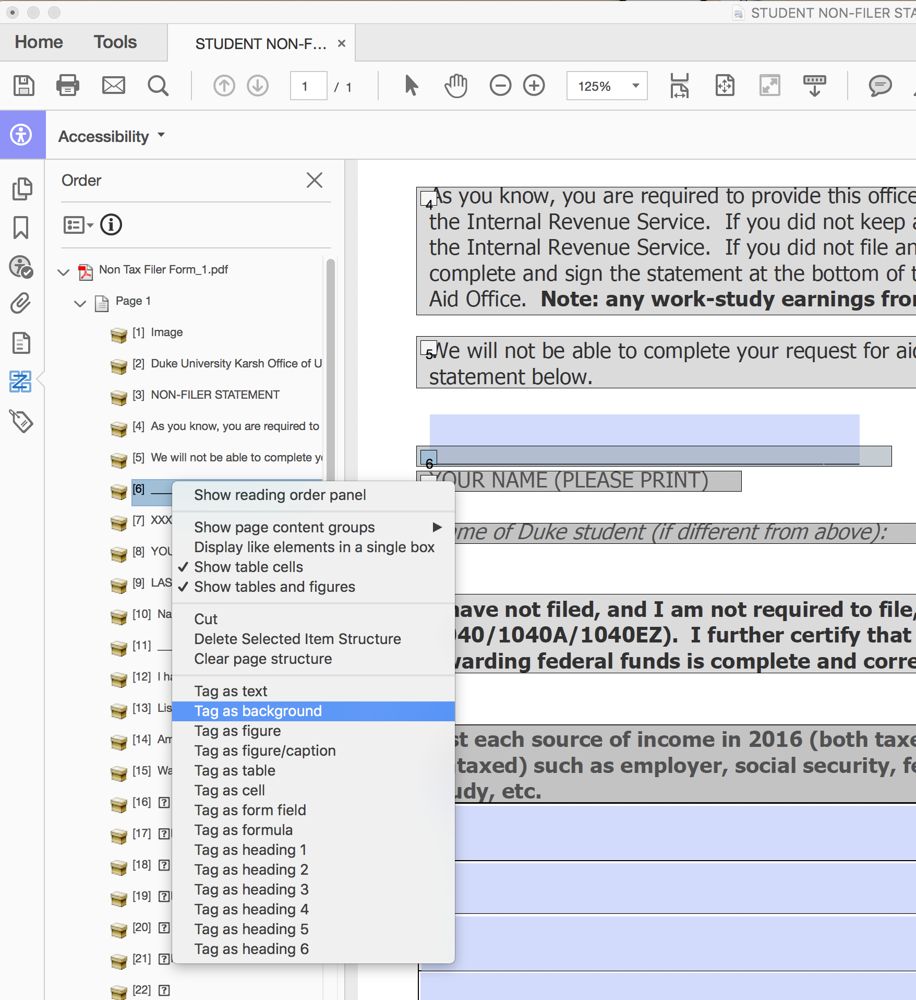 STUDENT NON-FILER STA
Home
Tools
STUDENT NON-F...
1 / 1
125%
Accessibility
Order
Non Tax Filer Form_1.pdf
Page 1
[1] Image
[2] Duke University Karsh Office of U
[3] NON-FILER STATEMENT
[4] As you know, you are required to
[5] We will not be able to complete y
[6] ___
[7] XXX
[8] YOU
[9] LAS
[10] Na
[11] __
[12] I ha
[13] Lis
[14] Am
[15] Wa
[16] ?
[17] ?
[18] ?
[19] ?
[20] ?
[21] ?
[22] ?
Show reading order panel
Show page content groups
Display like elements in a single box
✓ Show table cells
✓ Show tables and figures
Cut
Delete Selected Item Structure
Clear page structure
Tag as text
Tag as background
Tag as figure
Tag as figure/caption
Tag as table
Tag as cell
Tag as form field
Tag as formula
Tag as heading 1
Tag as heading 2
Tag as heading 3
Tag as heading 4
Tag as heading 5
Tag as heading 6
4
As you know, you are required to provide this office
the Internal Revenue Service. If you did not keep a
the Internal Revenue Service. If you did not file an
complete and sign the statement at the bottom of t
Aid Office. Note: any work-study earnings from
5
We will not be able to complete your request for aid
statement below.
6
YOUR NAME (PLEASE PRINT)
me of Duke student (if different from above):
have not filed, and I am not required to file,
040/1040A/1040EZ). I further certify that
warding federal funds is complete and corre
st each source of income in 2016 (both taxe
taxed) such as employer, social security, fe
udy, etc.